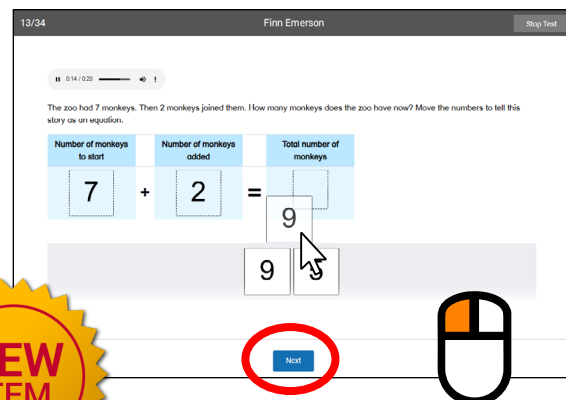 13/34
Finn Emerson
Stop Test
0:14 / 0:20
The zoo had 7 monkeys. Then 2 monkeys joined them. How many monkeys does the zoo have now? Move the numbers to tell this
story as an equation.
Number of monkeys
to start
Number of monkeys
added
Total number of
monkeys
7 + 2 =
9
9
Next